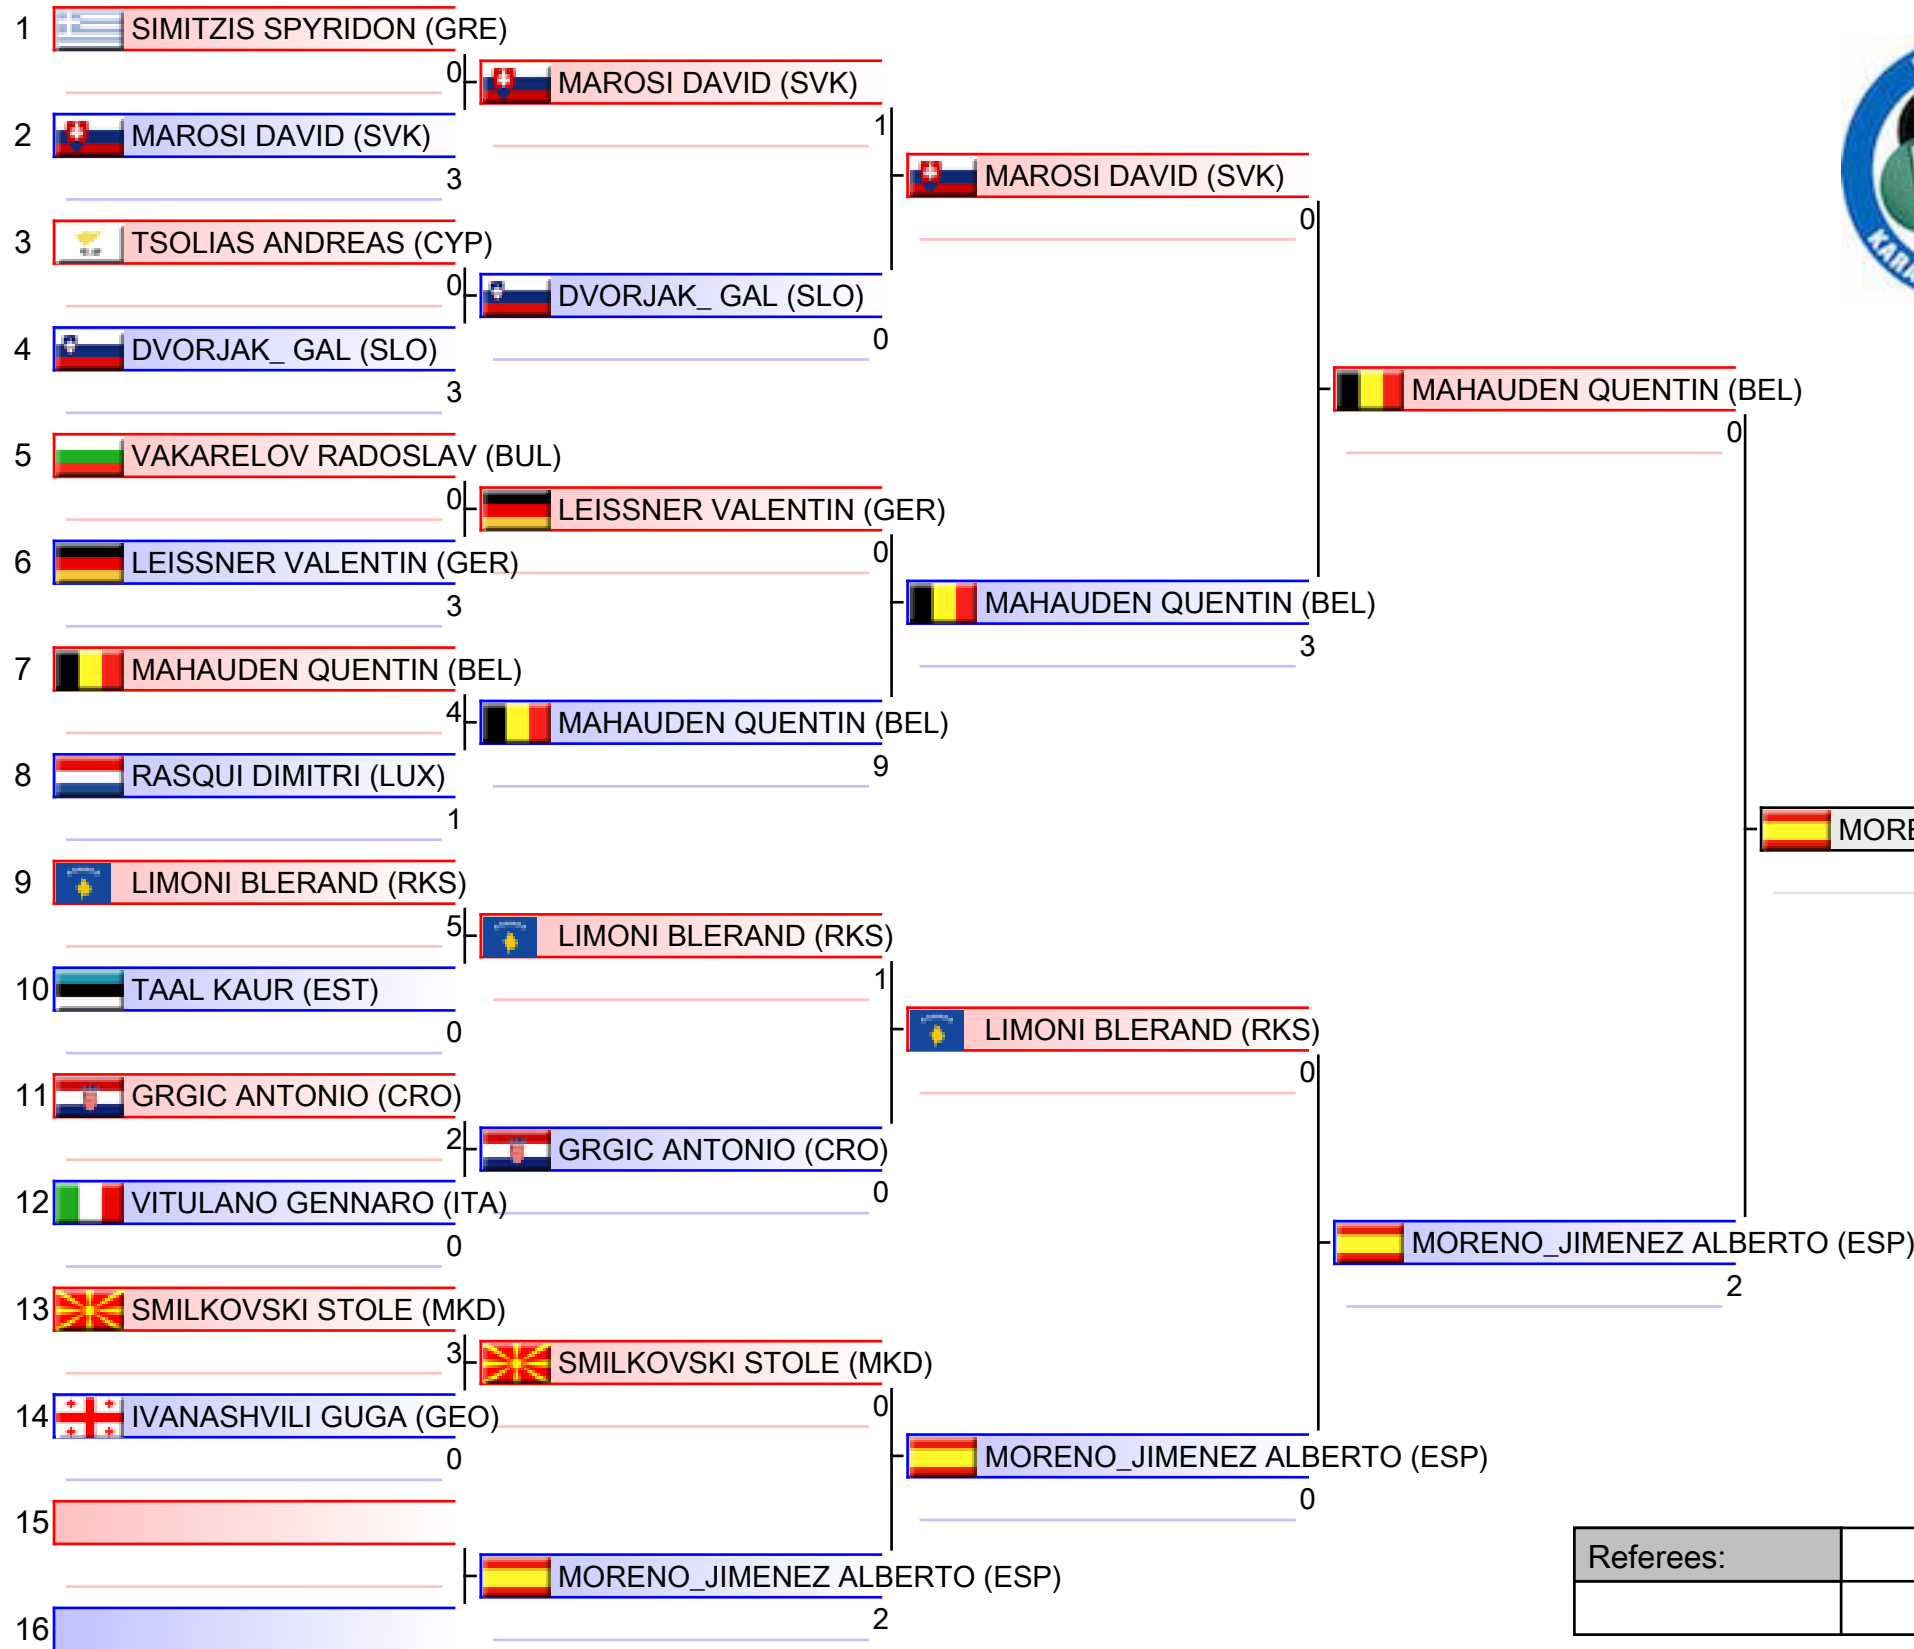 1 SIMITZIS SPYRIDON (GRE)
0
MAROSI DAVID (SVK)
1
2 MAROSI DAVID (SVK)
3
MAROSI DAVID (SVK)
0
3 TSOLIAS ANDREAS (CYP)
0
DVORJAK_ GAL (SLO)
0
4 DVORJAK_ GAL (SLO)
3
MAHAUDEN QUENTIN (BEL)
0
5 VAKARELOV RADOSLAV (BUL)
0
LEISSNER VALENTIN (GER)
0
6 LEISSNER VALENTIN (GER)
3
MAHAUDEN QUENTIN (BEL)
3
7 MAHAUDEN QUENTIN (BEL)
4
MAHAUDEN QUENTIN (BEL)
9
8 RASQUI DIMITRI (LUX)
1
9 LIMONI BLERAND (RKS)
5
LIMONI BLERAND (RKS)
1
10 TAAL KAUR (EST)
0
LIMONI BLERAND (RKS)
0
11 GRGIC ANTONIO (CRO)
2
GRGIC ANTONIO (CRO)
0
12 VITULANO GENNARO (ITA)
0
MORENO_JIMENEZ ALBERTO (ESP)
2
13 SMILKOVSKI STOLE (MKD)
3
SMILKOVSKI STOLE (MKD)
0
14 IVANASHVILI GUGA (GEO)
0
MORENO_JIMENEZ ALBERTO (ESP)
0
15
MORENO_JIMENEZ ALBERTO (ESP)
2
16
Referees: